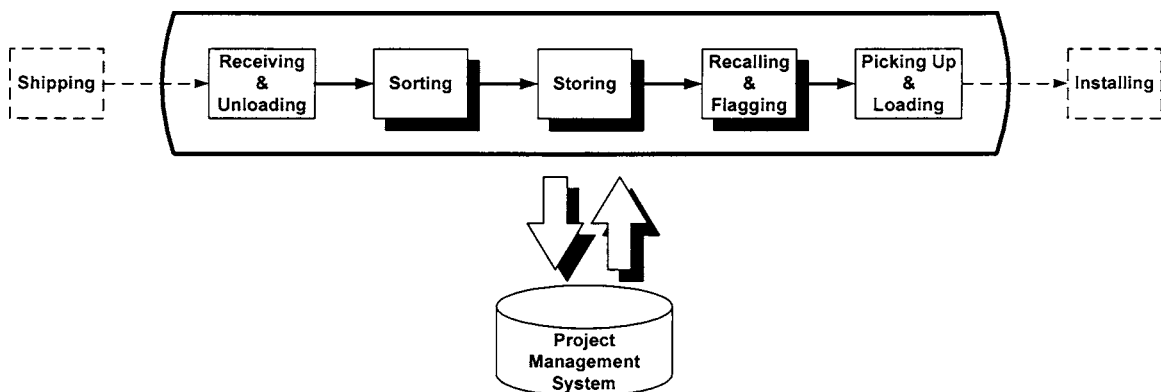 Shipping
Receiving
&
Unloading
Sorting
Storing
Recalling
&
Flagging
Picking Up
&
Loading
Installing
Project
Management
System